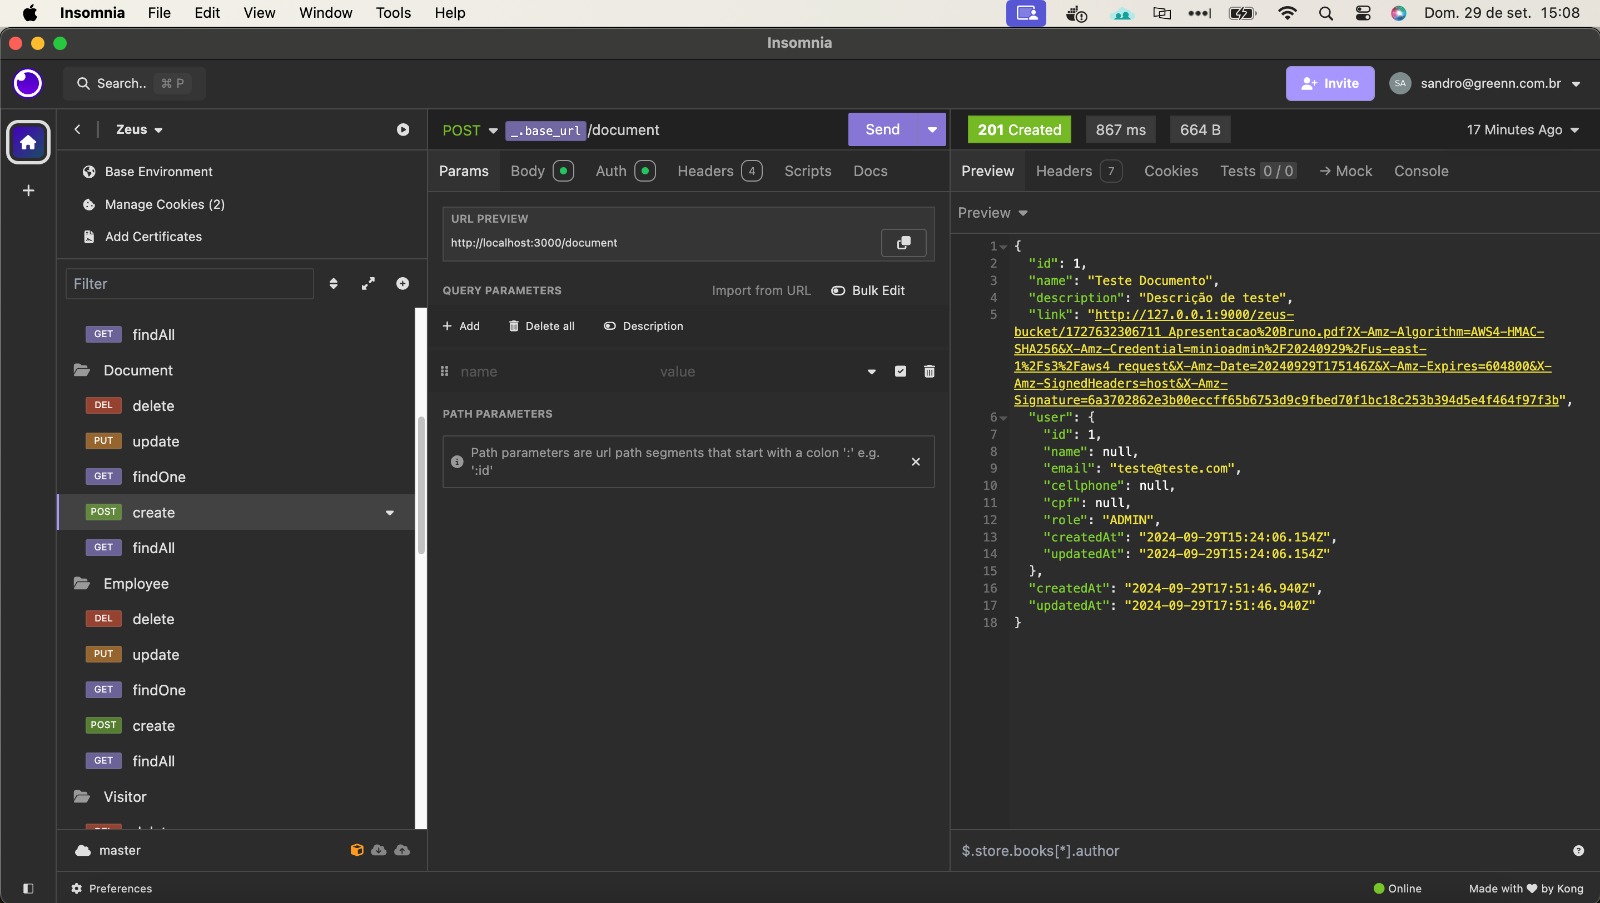 Insomnia File Edit View Window Tools Help Dom. 29 de set. 15:08
Insomnia
Search.. ⌘ P
Invite SA sandro@greenn.com.br
Zeus
Base Environment
Manage Cookies (2)
Add Certificates
Filter
GET findAll
Document
DEL delete
PUT update
GET findOne
POST create
GET findAll
Employee
DEL delete
PUT update
GET findOne
POST create
GET findAll
Visitor
master
Preferences
POST _.base_url /document Send
Params Body Auth Headers 4 Scripts Docs
URL PREVIEW
http://localhost:3000/document
QUERY PARAMETERS Import from URL Bulk Edit
+ Add Delete all Description
name value
PATH PARAMETERS
Path parameters are url path segments that start with a colon ':' e.g.
':id'
201 Created 867 ms 664 B 17 Minutes Ago
Preview Headers 7 Cookies Tests 0 / 0 → Mock Console
Preview
1 {
2 "id": 1,
3 "name": "Teste Documento",
4 "description": "Descrição de teste",
5 "link": "http://127.0.0.1:9000/zeus-
bucket/1727632306711_Apresentacao%20Bruno.pdf?X-Amz-Algorithm=AWS4-HMAC-
SHA256&X-Amz-Credential=minioadmin%2F20240929%2Fus-east-
1%2Fs3%2Faws4_request&X-Amz-Date=20240929T175146Z&X-Amz-Expires=604800&X-
Amz-SignedHeaders=host&X-Amz-
Signature=6a3702862e3b00eccff65b6753d9c9fbed70f1bc18c253b394d5e4f464f97f3b",
6 "user": {
7 "id": 1,
8 "name": null,
9 "email": "teste@teste.com",
10 "cellphone": null,
11 "cpf": null,
12 "role": "ADMIN",
13 "createdAt": "2024-09-29T15:24:06.154Z",
14 "updatedAt": "2024-09-29T15:24:06.154Z"
15 },
16 "createdAt": "2024-09-29T17:51:46.940Z",
17 "updatedAt": "2024-09-29T17:51:46.940Z"
18 }
$.store.books[*].author
Online Made with ♥ by Kong